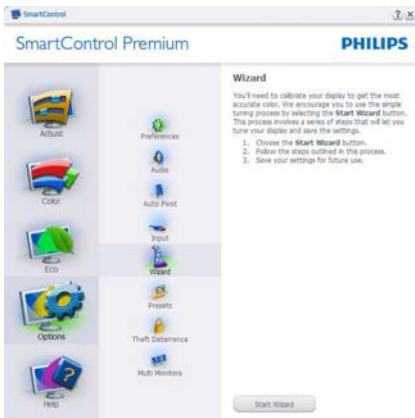 SmartControl
? x
SmartControl Premium
PHILIPS
Adjust
Color
Eco
Options
Help
Preferences
Audio
Auto Pivot
Input
Wizard
Presets
Theft Deterrence
Multi Monitors
Wizard
You'll need to calibrate your display to get the most
accurate color. We encourage you to use the simple
tuning process by selecting the Start Wizard button.
This process involves a series of steps that will let you
tune your display and save the settings.
1. Choose the Start Wizard button.
2. Follow the steps outlined in this process.
3. Save your settings for future use.
Start Wizard